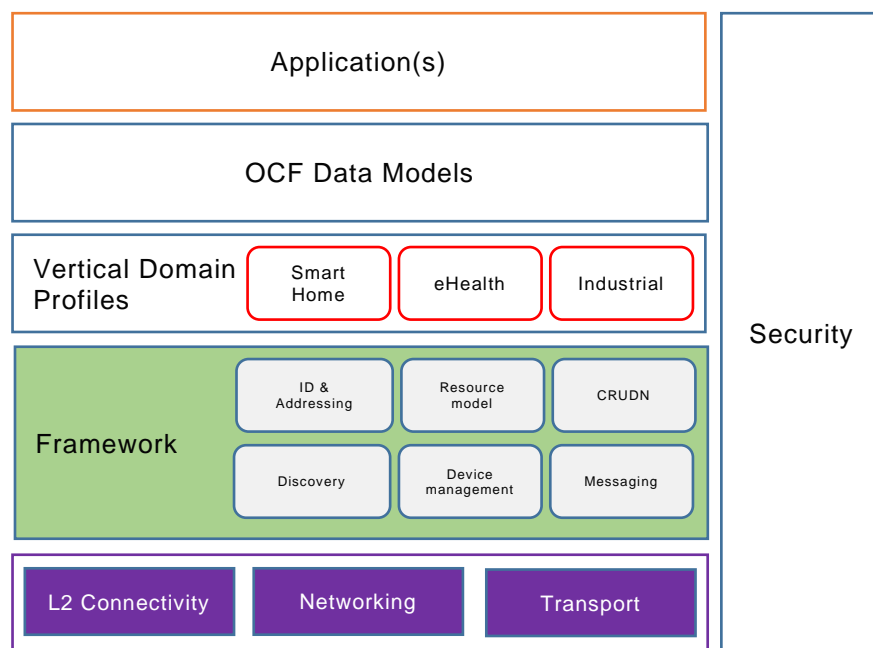 Application(s)
OCF Data Models
Vertical Domain
Profiles
Smart
Home
eHealth
Industrial
Security
Framework
ID &
Addressing
Resource
model
CRUDN
Discovery
Device
management
Messaging
L2 Connectivity
Networking
Transport